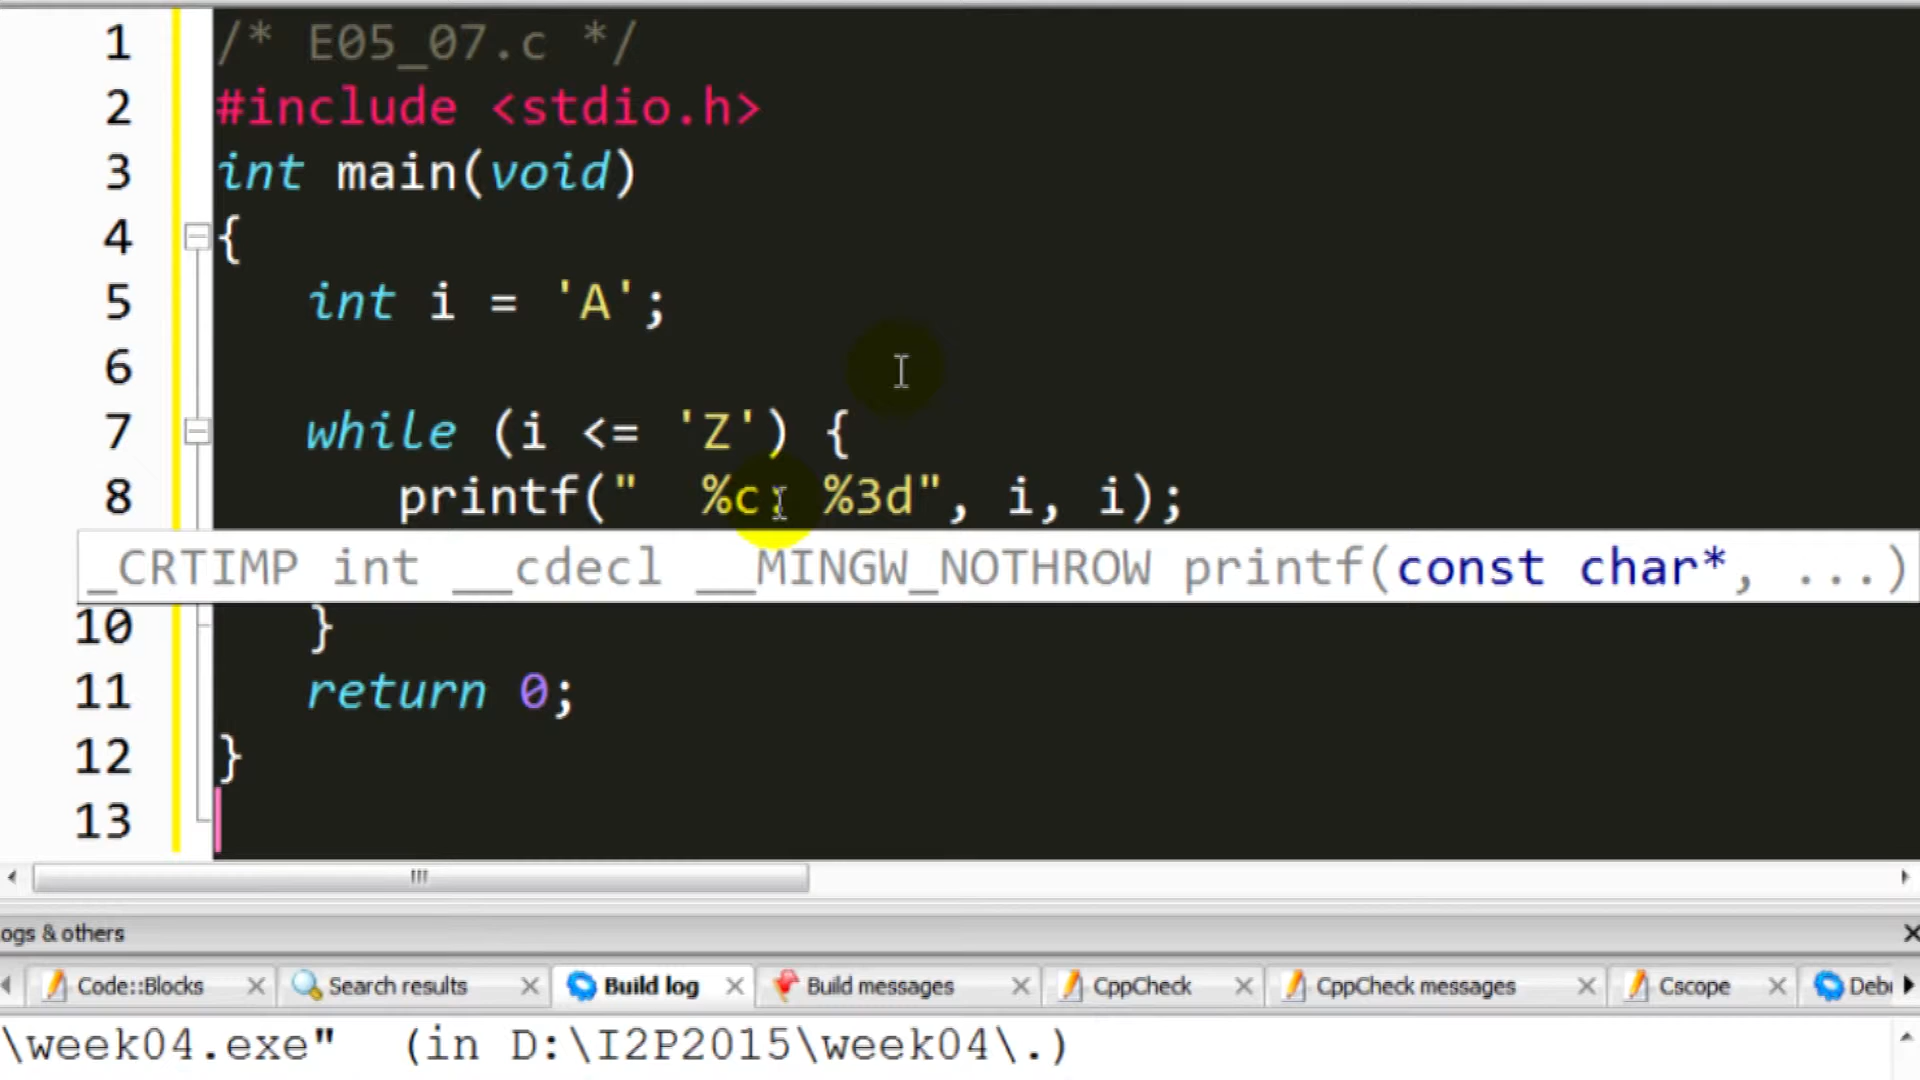 1 /* E05_07.c */
2 #include <stdio.h>
3 int main(void)
4 {
5 int i = 'A';
6
7 while (i <= 'Z') {
8 printf("  %c: %3d", i, i);
_CRTIMP int __cdecl __MINGW_NOTHROW printf(const char*, ...)
10 }
11 return 0;
12 }
13
ogs & others
Code::Blocks Search results Build log Build messages CppCheck CppCheck messages Cscope Deb
\week04.exe" (in D:\I2P2015\week04\.)